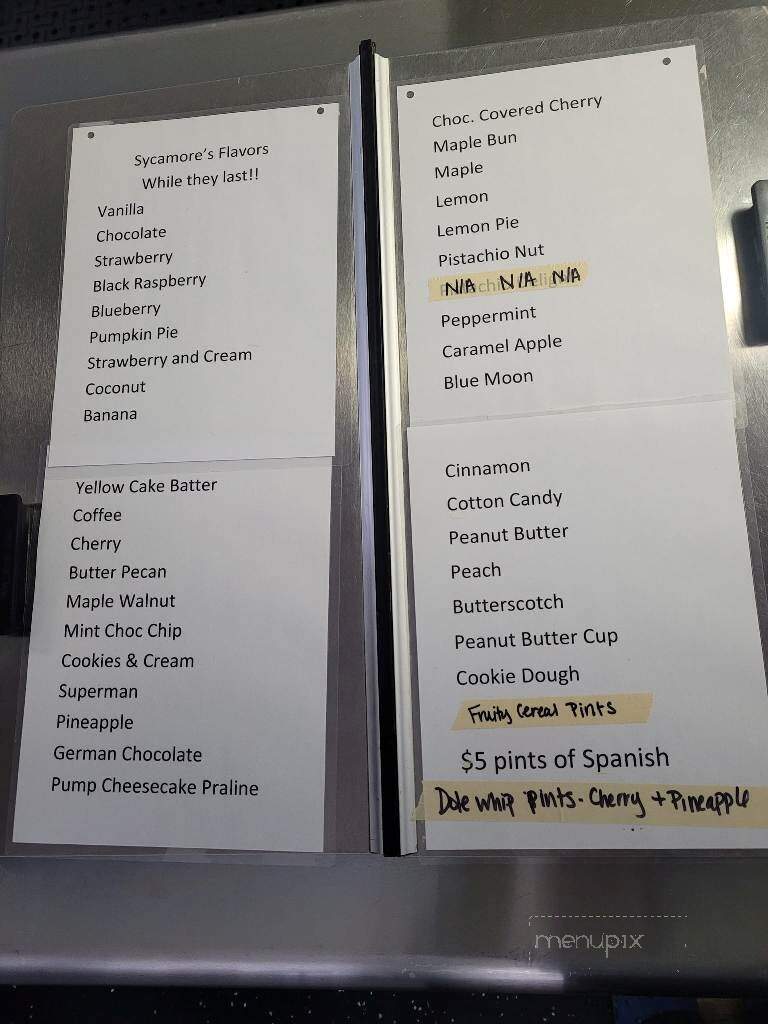 Sycamore's Flavors
While they last!!
Vanilla
Chocolate
Strawberry
Black Raspberry
Blueberry
Pumpkin Pie
Strawberry and Cream
Coconut
Banana
Yellow Cake Batter
Coffee
Cherry
Butter Pecan
Maple Walnut
Mint Choc Chip
Cookies & Cream
Superman
Pineapple
German Chocolate
Pump Cheesecake Praline
Choc. Covered Cherry
Maple Bun
Maple
Lemon
Lemon Pie
Pistachio Nut
N/A N/A N/A
Peppermint
Caramel Apple
Blue Moon
Cinnamon
Cotton Candy
Peanut Butter
Peach
Butterscotch
Peanut Butter Cup
Cookie Dough
Fruity Cereal Pints
$5 pints of Spanish
Dole whip pints - Cherry + Pineapple
menupix